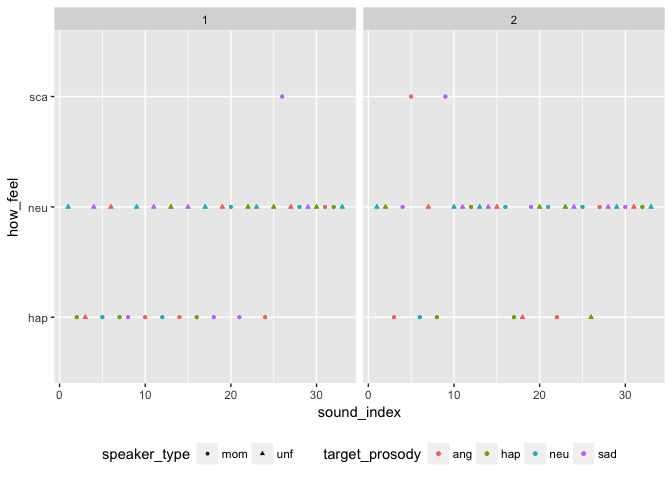 1 2
sca
neu
hap
how_feel
0 10 20 30 0 10 20 30
sound_index
speaker_type mom unf target_prosody ang hap neu sad